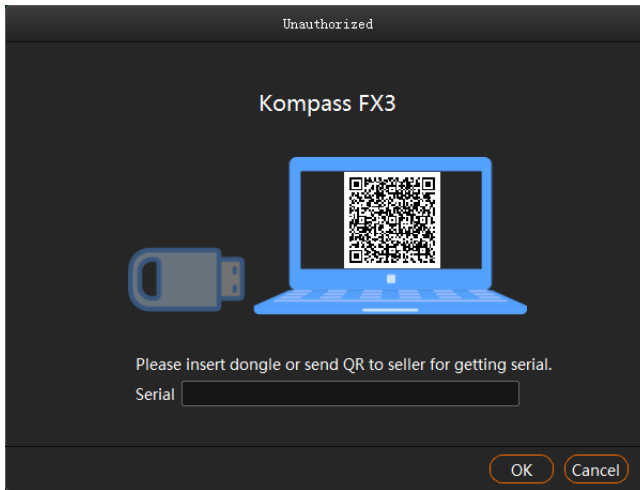 Unauthorized
Kompass FX3
Please insert dongle or send QR to seller for getting serial.
Serial
OK
Cancel